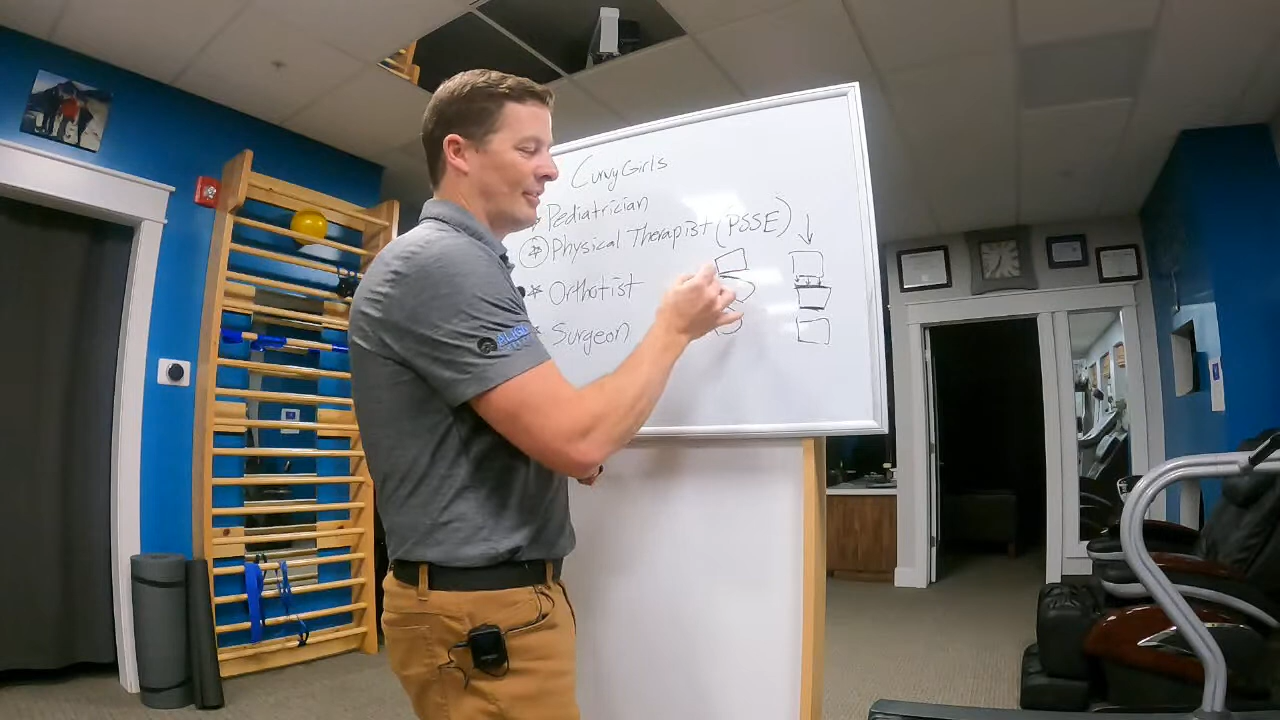 CurvyGirls
Pediatrician
Physical Therapist (PSSE)
Orthotist
Surgeon